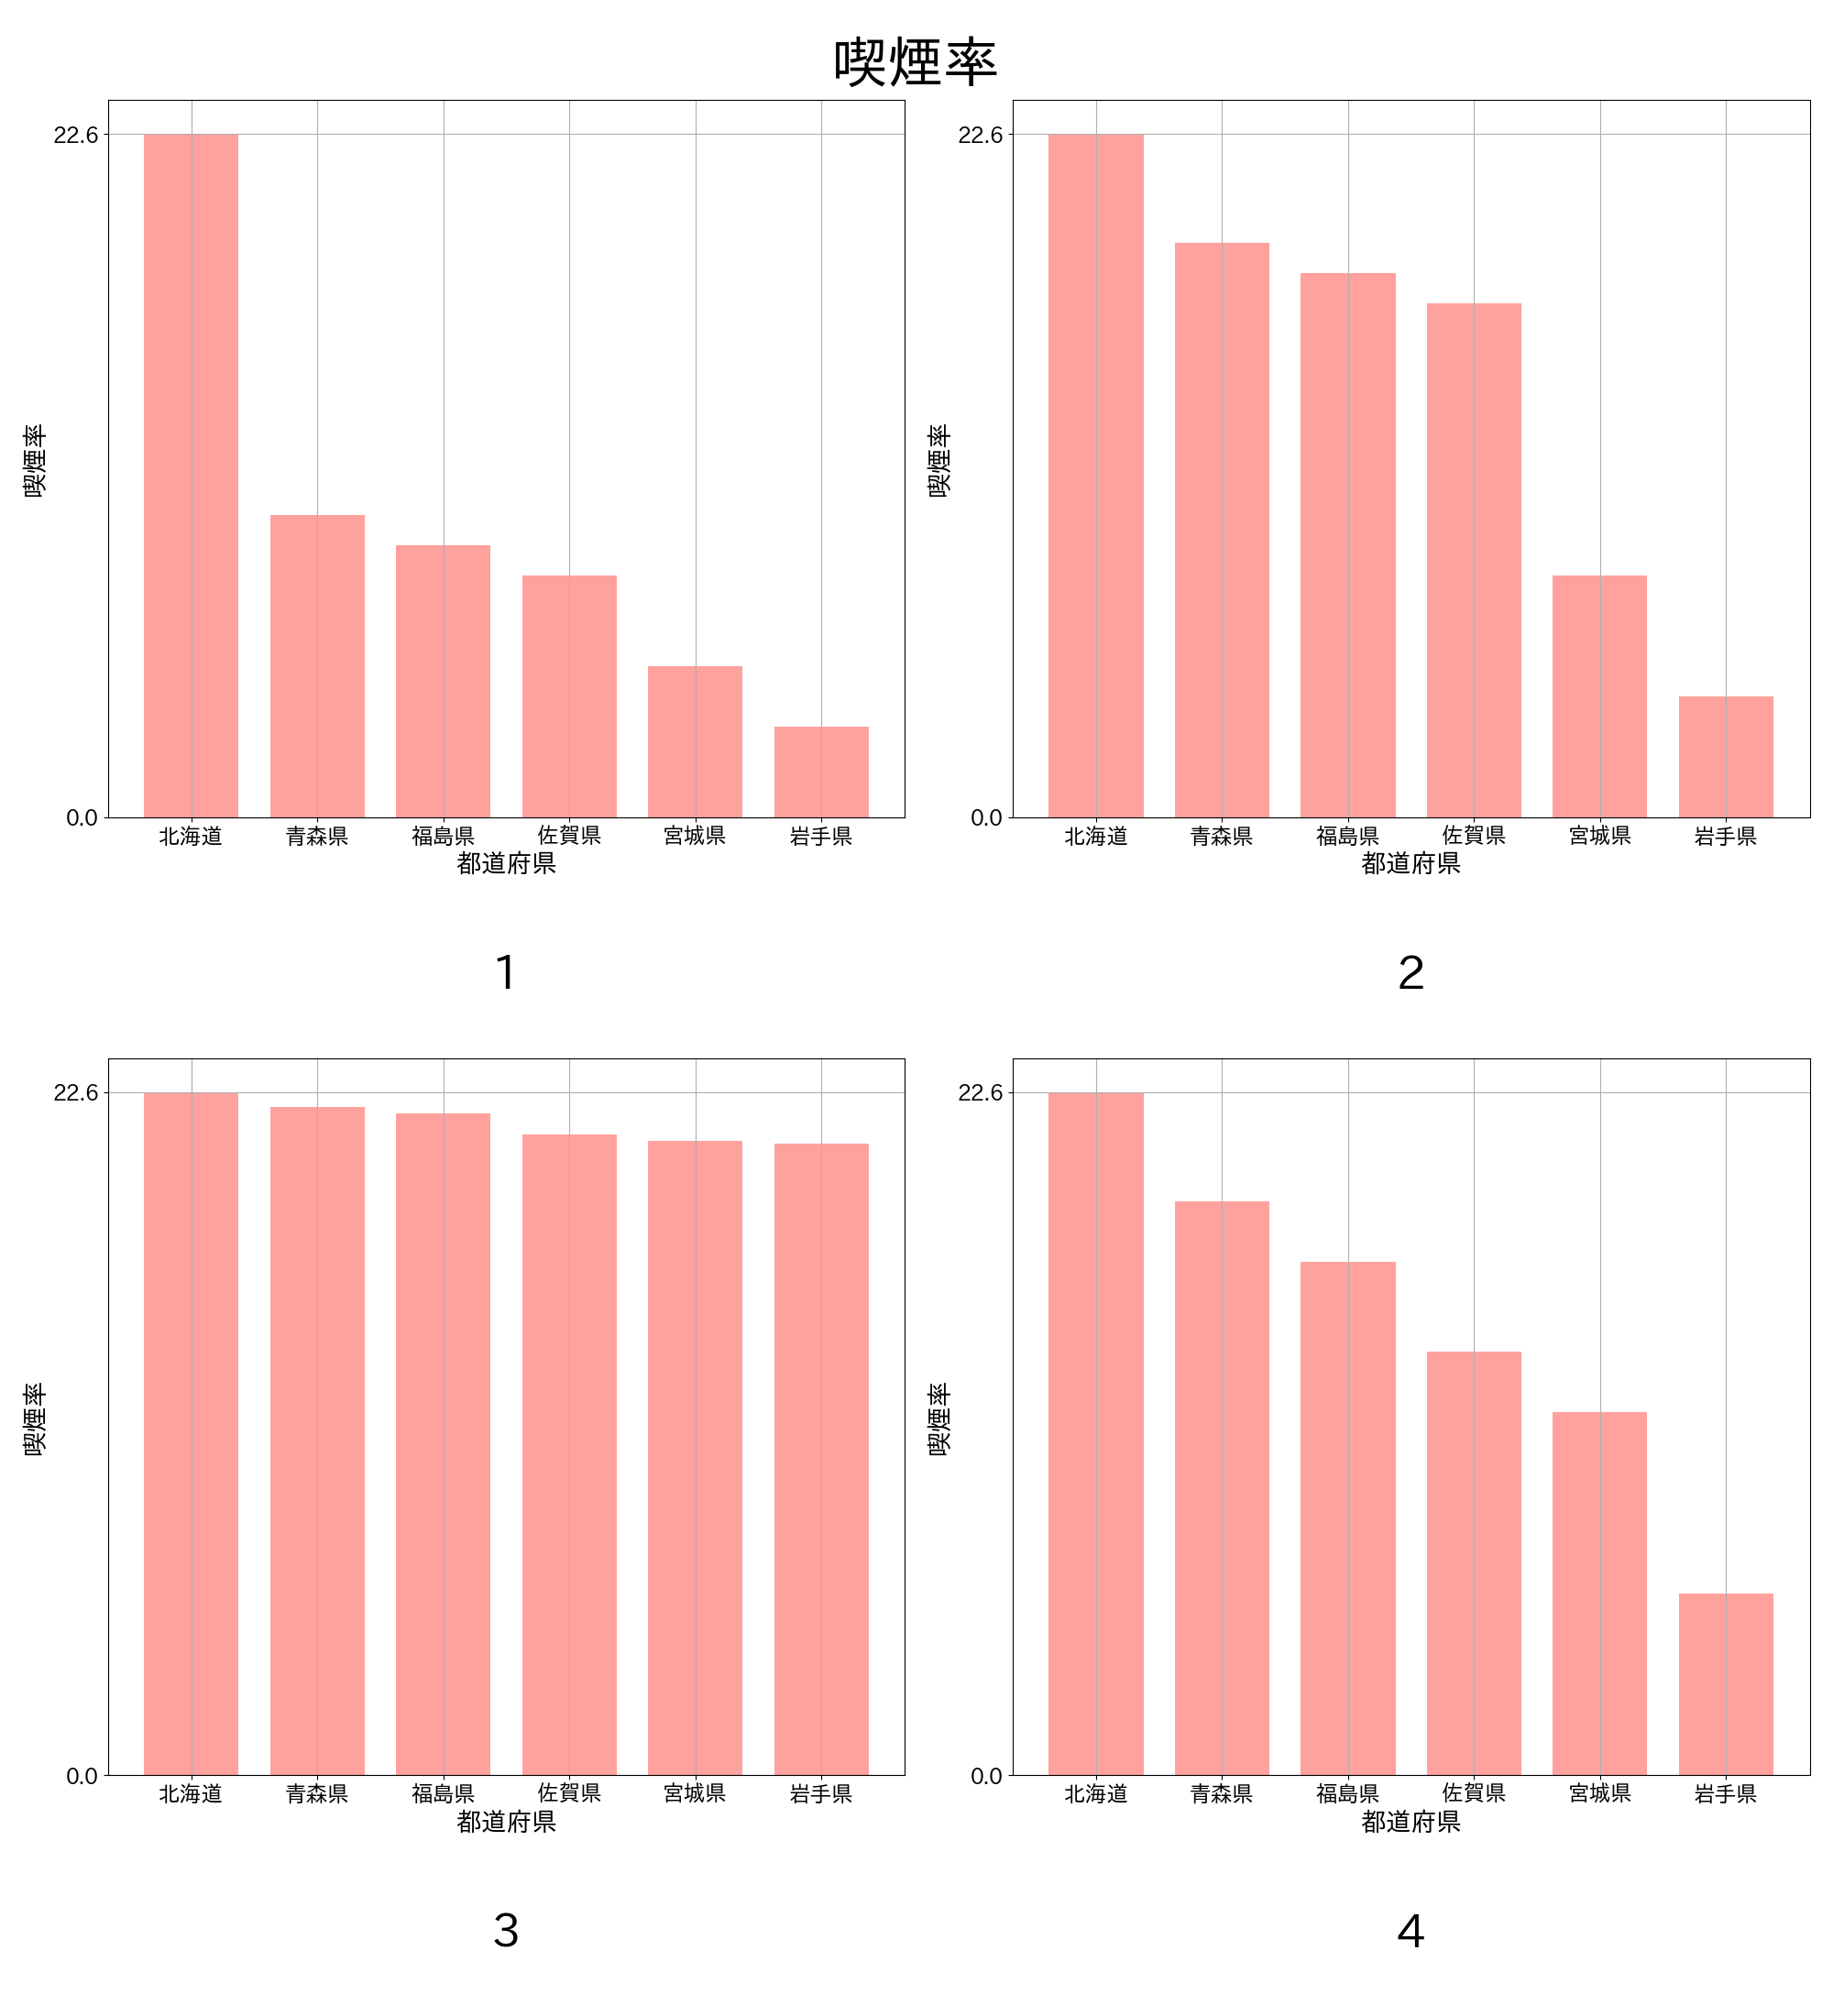 喫煙率
22.6
喫煙率
0.0
北海道 青森県 福島県 佐賀県 宮城県 岩手県
都道府県
1
22.6
喫煙率
0.0
北海道 青森県 福島県 佐賀県 宮城県 岩手県
都道府県
2
22.6
喫煙率
0.0
北海道 青森県 福島県 佐賀県 宮城県 岩手県
都道府県
3
22.6
喫煙率
0.0
北海道 青森県 福島県 佐賀県 宮城県 岩手県
都道府県
4